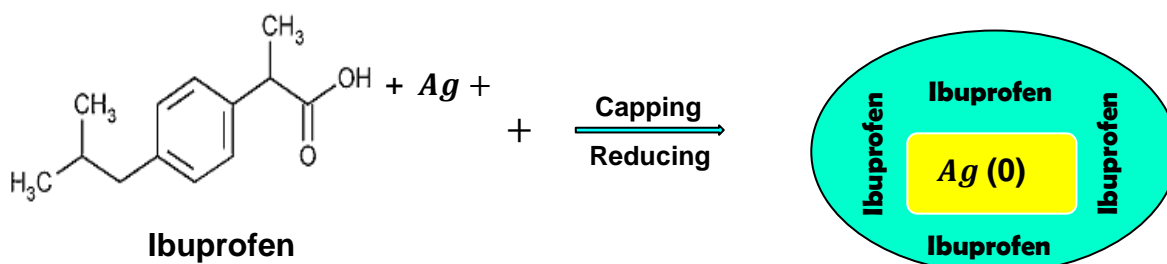 CH₃
OH
O
CH₃
H₃C
Ibuprofen
+ Ag +
+
Capping
Reducing
Ibuprofen
Ibuprofen
Ag (0)
Ibuprofen
Ibuprofen